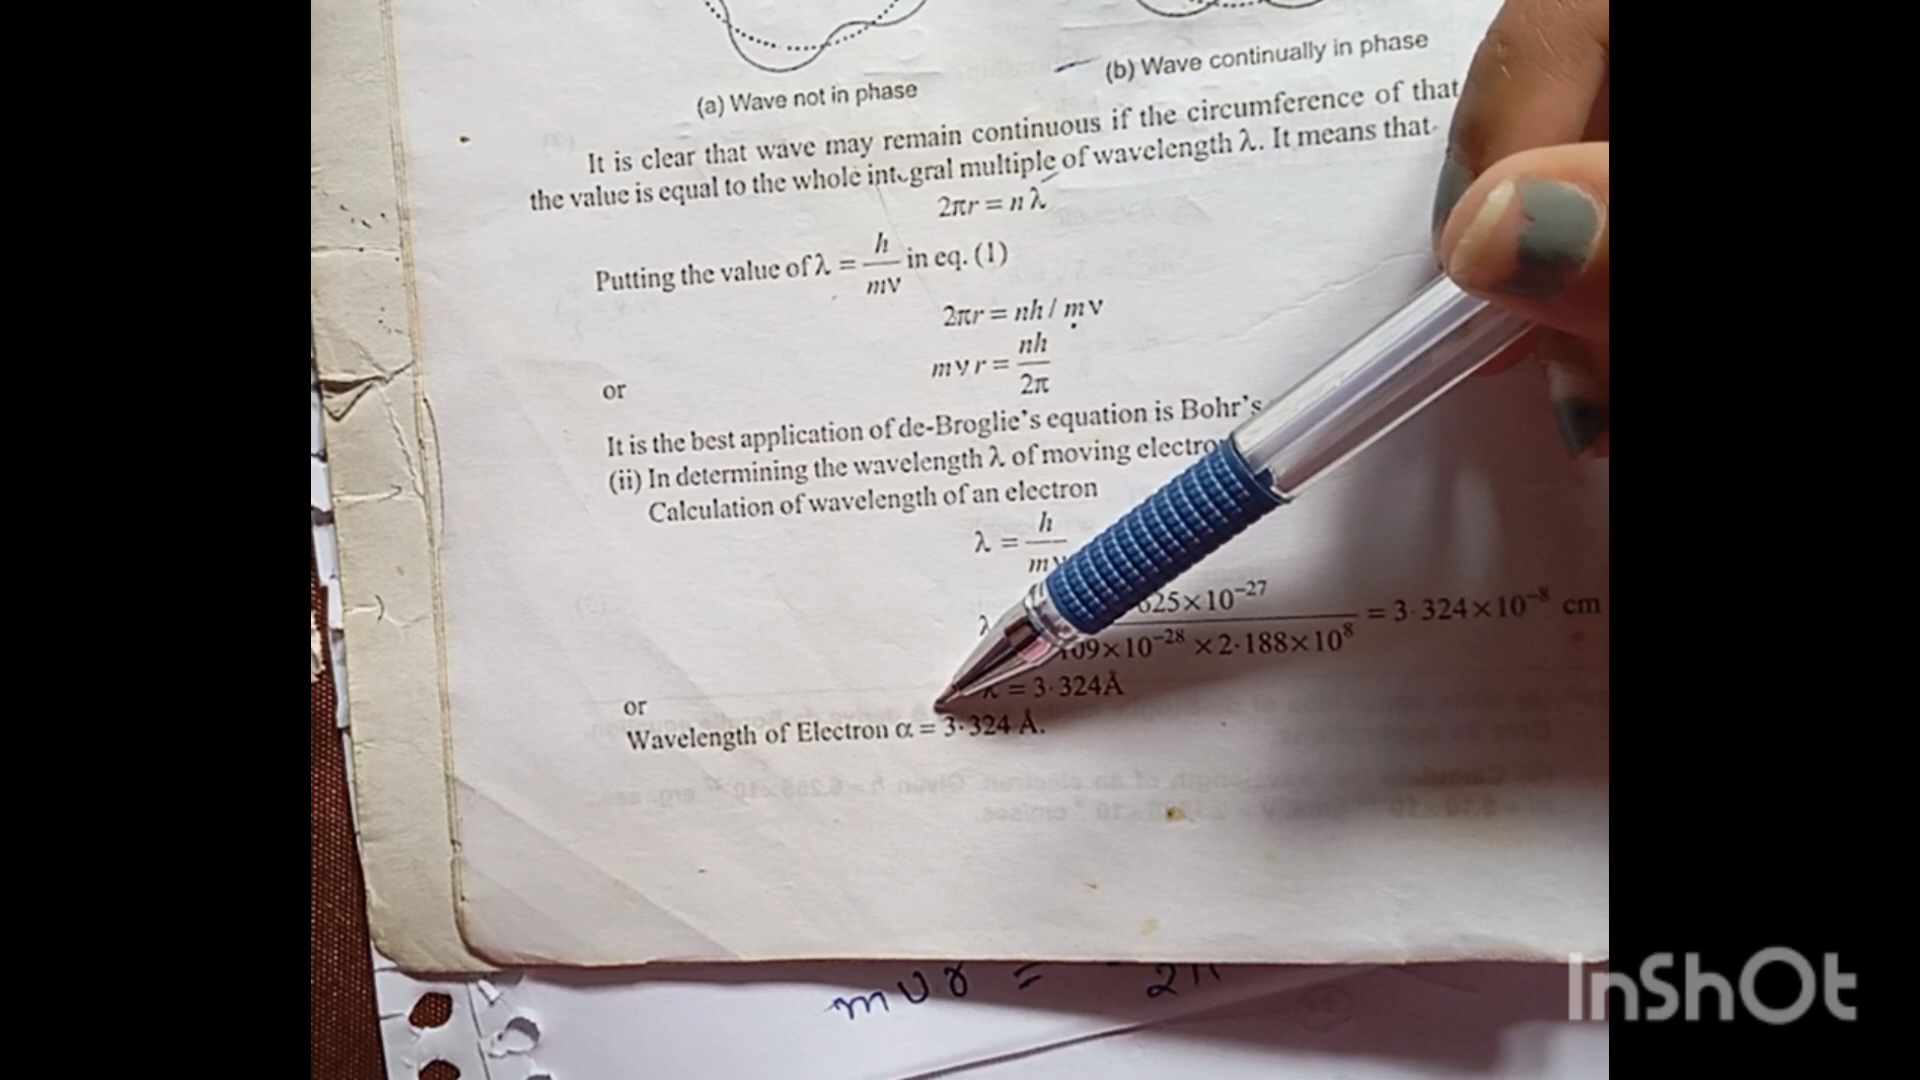 (a) Wave not in phase
(b) Wave continually in phase
It is clear that wave may remain continuous if the circumference of that
the value is equal to the whole integral multiple of wavelength λ. It means that
2πr = n λ
Putting the value of λ = h/mv in eq. (1)
2πr = nh / mv
or mvr = nh/2π
It is the best application of de-Broglie's equation is Bohr's
(ii) In determining the wavelength λ of moving
Calculation of wavelength of an electron
λ = h
625×10⁻²⁷ / 109×10⁻²⁸ ×2·188×10⁸ = 3·324×10⁻⁸ cm
or λ = 3·324Å
Wavelength of Electron α = 3·324 Å.
m v r = 2π
InShOt